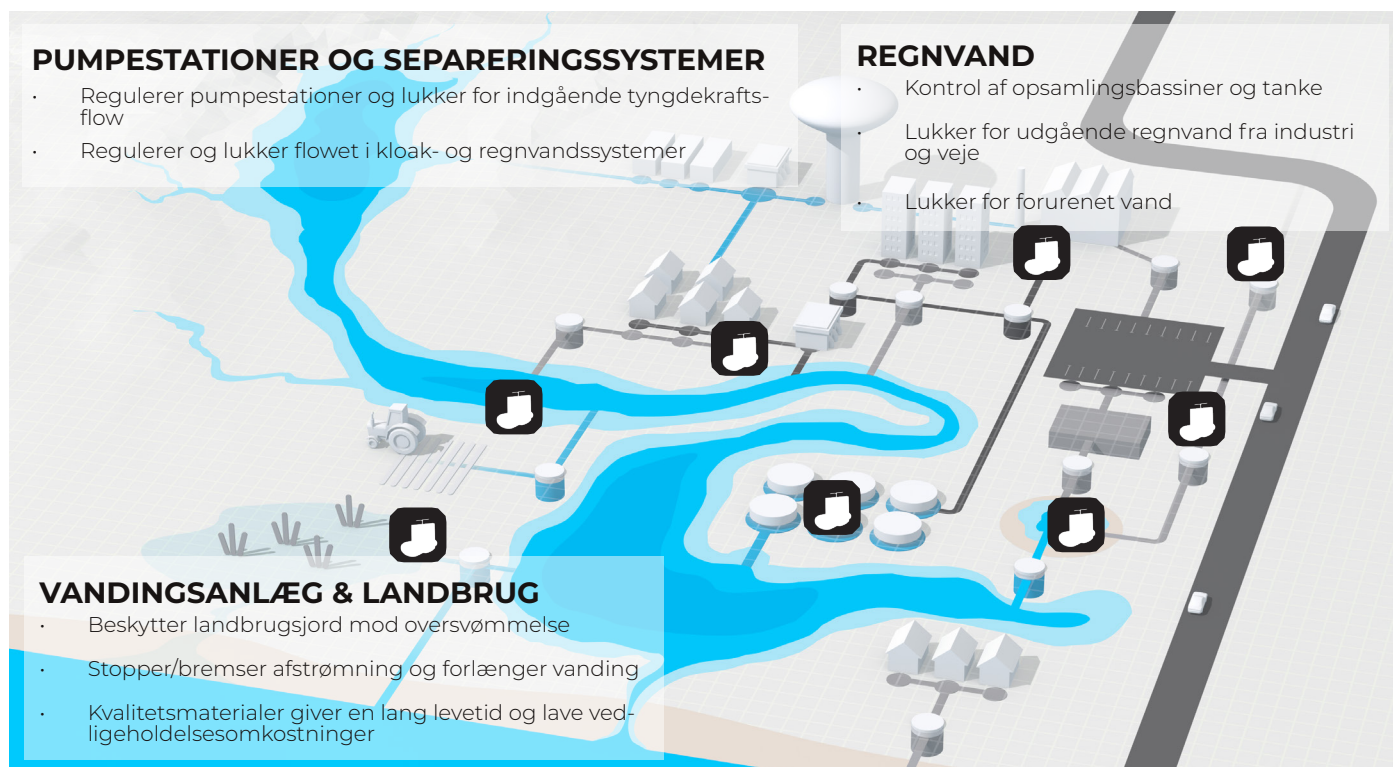 PUMPESTATIONER OG SEPARERINGSSYSTEMER
· Regulerer pumpestationer og lukker for indgående tyngdekrafts-
flow
· Regulerer og lukker flowet i kloak- og regnvandssystemer
REGNVAND
· Kontrol af opsamlingsbassiner og tanke
· Lukker for udgående regnvand fra industri
og veje
· Lukker for forurenet vand
VANDINGSANLÆG & LANDBRUG
· Beskytter landbrugsjord mod oversvømmelse
· Stopper/bremser afstrømning og forlænger vanding
· Kvalitetsmaterialer giver en lang levetid og lave ved-
ligeholdelsesomkostninger